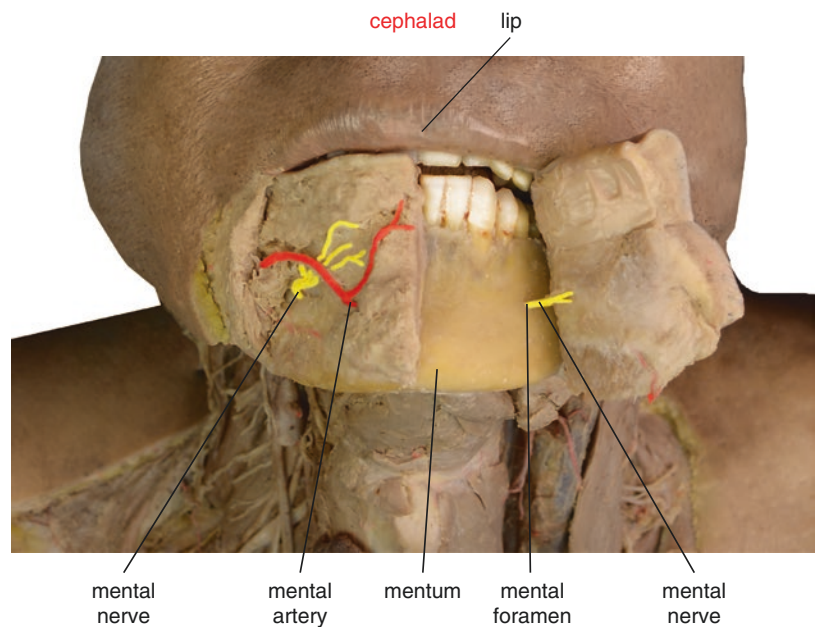 cephalad lip
mental nerve
mental artery
mentum
mental foramen
mental nerve